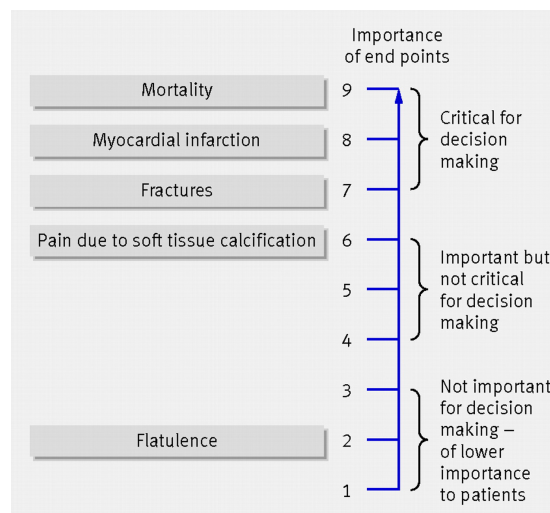 Importance
of end points
Mortality
9
Myocardial infarction
8
Fractures
7
Critical for
decision
making
Pain due to soft tissue calcification
6
5
4
Important but
not critical
for decision
making
3
Flatulence
2
1
Not important
for decision
making –
of lower
importance
to patients